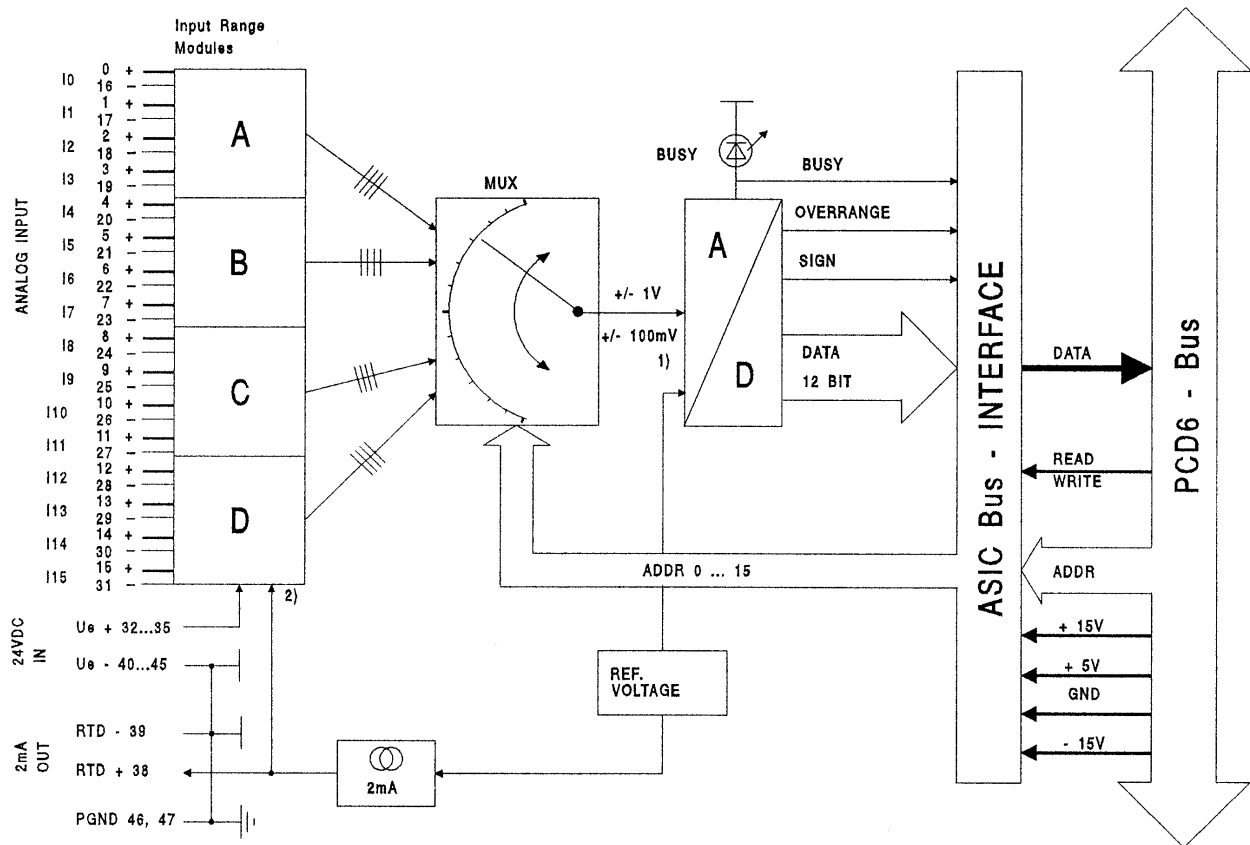 Input Range
Modules
ANALOG INPUT
I0 0 +
16 -
I1 1 +
17 -
I2 2 +
18 -
I3 3 +
19 -
I4 4 +
20 -
I5 5 +
21 -
I6 6 +
22 -
I7 7 +
23 -
I8 8 +
24 -
I9 9 +
25 -
I10 10 +
26 -
I11 11 +
27 -
I12 12 +
28 -
I13 13 +
29 -
I14 14 +
30 -
I15 15 +
31 -
A
B
C
D
2)
MUX
+/- 1V
+/- 100mV
1)
BUSY
A
D
BUSY
OVERRANGE
SIGN
DATA
12 BIT
ADDR 0 ... 15
ASIC Bus - INTERFACE
DATA
READ
WRITE
ADDR
+ 15V
+ 5V
GND
- 15V
PCD6 - Bus
24VDC
IN
Ue + 32...35
Ue - 40...45
2mA
OUT
RTD - 39
RTD + 38
PGND 46, 47
2mA
REF.
VOLTAGE